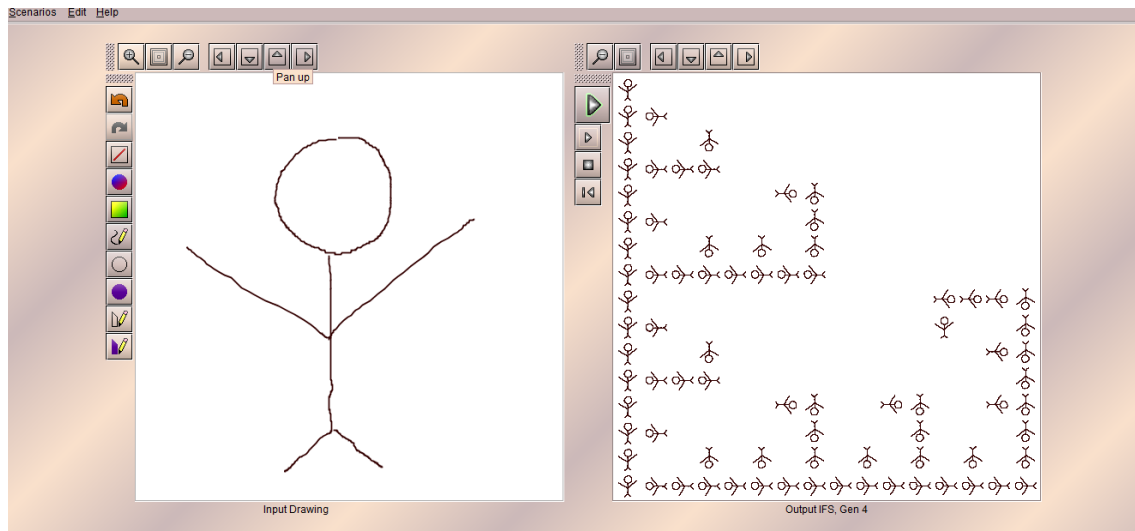 Scenarios Edit Help
Pan up
Input Drawing
Output IFS, Gen 4